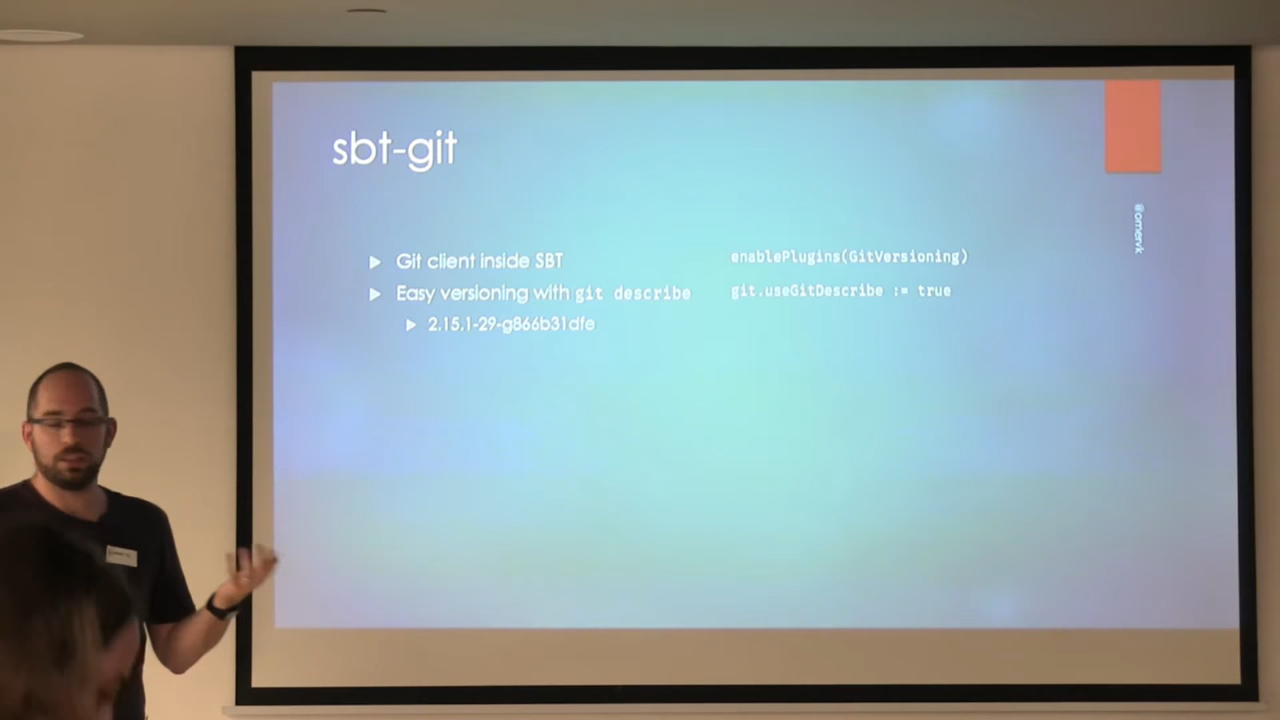 sbt-git
Git client inside SBT
Easy versioning with git describe
2.15.1-29-g866b31dfe
enablePlugins(GitVersioning)
git.useGitDescribe := true
@omervk